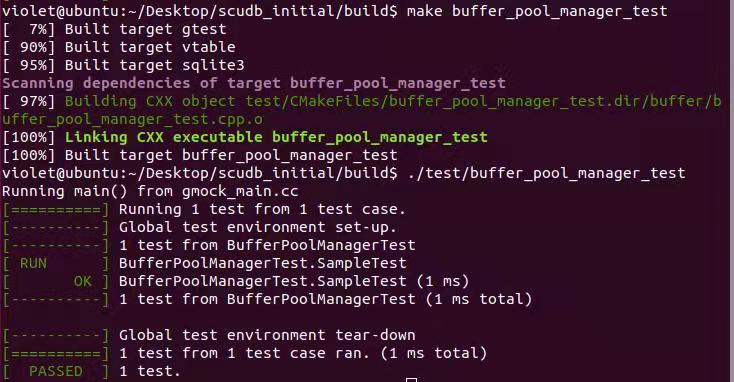 violet@ubuntu:~/Desktop/scudb_initial/build$ make buffer_pool_manager_test
[  7%] Built target gtest
[ 90%] Built target vtable
[ 95%] Built target sqlite3
Scanning dependencies of target buffer_pool_manager_test
[ 97%] Building CXX object test/CMakeFiles/buffer_pool_manager_test.dir/buffer/b
uffer_pool_manager_test.cpp.o
[100%] Linking CXX executable buffer_pool_manager_test
[100%] Built target buffer_pool_manager_test
violet@ubuntu:~/Desktop/scudb_initial/build$ ./test/buffer_pool_manager_test
Running main() from gmock_main.cc
[==========] Running 1 test from 1 test case.
[----------] Global test environment set-up.
[----------] 1 test from BufferPoolManagerTest
[ RUN      ] BufferPoolManagerTest.SampleTest
[       OK ] BufferPoolManagerTest.SampleTest (1 ms)
[----------] 1 test from BufferPoolManagerTest (1 ms total)

[----------] Global test environment tear-down
[==========] 1 test from 1 test case ran. (1 ms total)
[  PASSED  ] 1 test.